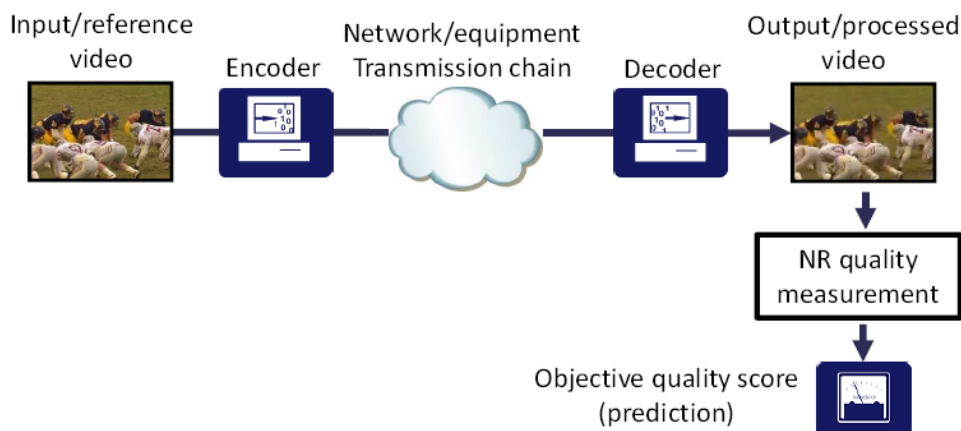 Input/reference
video
Encoder
Network/equipment
Transmission chain
Decoder
Output/processed
video
NR quality
measurement
Objective quality score
(prediction)